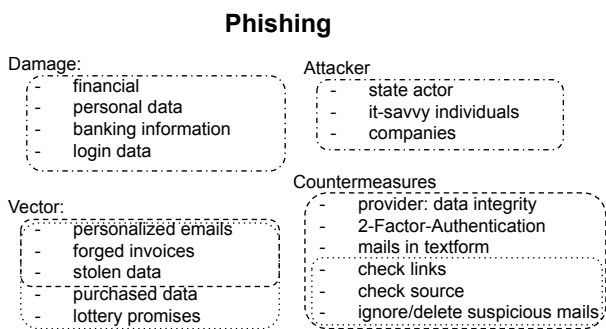 Phishing
Damage:
- financial
- personal data
- banking information
- login data
Attacker
- state actor
- it-savvy individuals
- companies
Vector:
- personalized emails
- forged invoices
- stolen data
- purchased data
- lottery promises
Countermeasures
- provider: data integrity
- 2-Factor-Authentication
- mails in textform
- check links
- check source
- ignore/delete suspicious mails